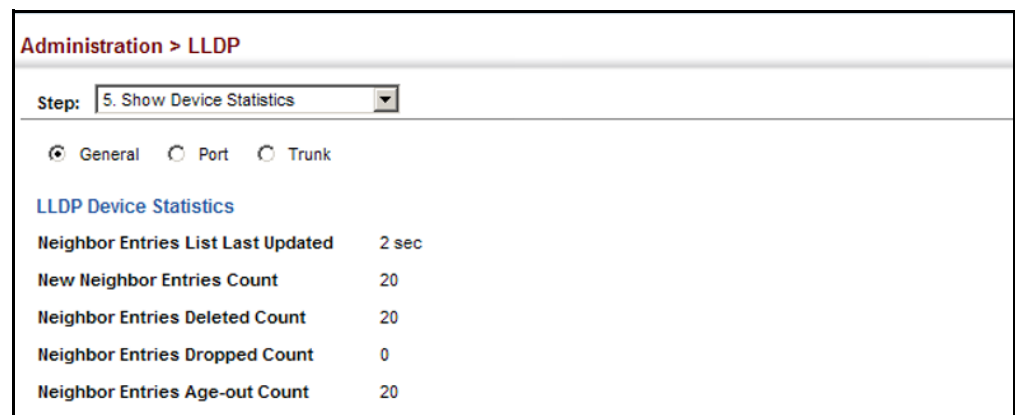 Administration > LLDP
Step: 5. Show Device Statistics
General Port Trunk
LLDP Device Statistics
Neighbor Entries List Last Updated 2 sec
New Neighbor Entries Count 20
Neighbor Entries Deleted Count 20
Neighbor Entries Dropped Count 0
Neighbor Entries Age-out Count 20